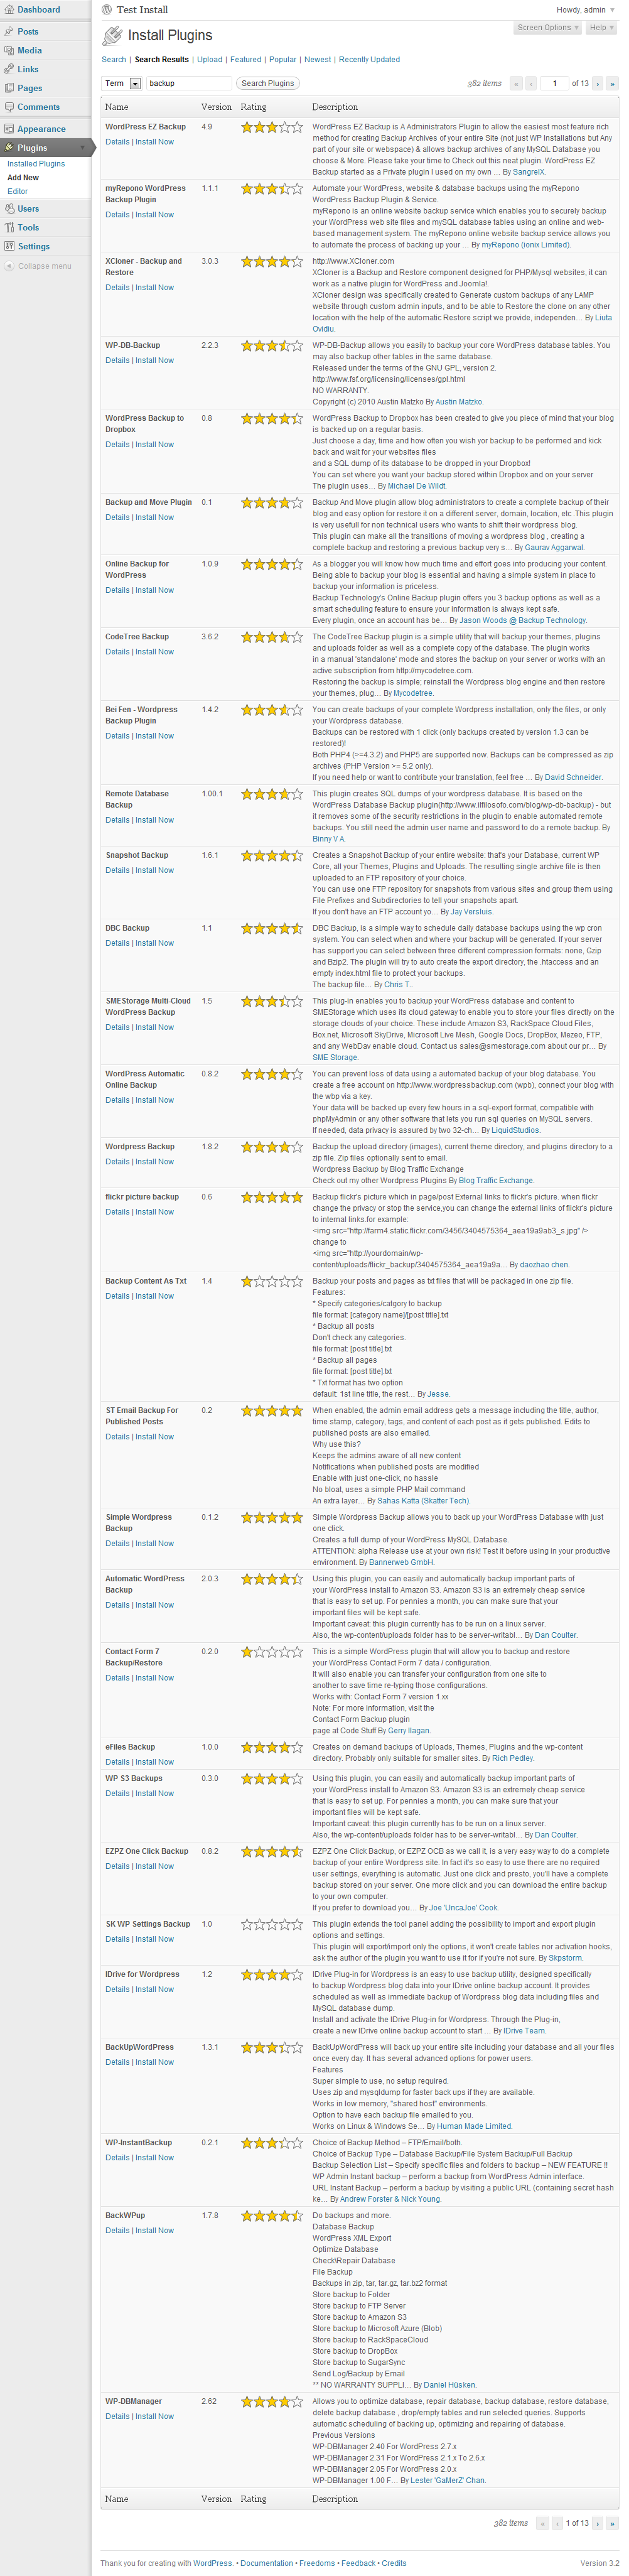 Dashboard
Posts
Media
Links
Pages
Comments
Appearance
Plugins
Installed Plugins
Add New
Editor
Users
Tools
Settings
Collapse menu
Test Install
Howdy, admin
Screen Options
Help
Install Plugins
Search | Search Results | Upload | Featured | Popular | Newest | Recently Updated
Term
backup
Search Plugins
382 items « ‹ 1 of 13 › »
Name Version Rating Description
WordPress EZ Backup 4.9
Details | Install Now
WordPress EZ Backup is A Administrators Plugin to allow the easiest most feature rich
method for creating Backup Archives of your entire Site (not just WP Installations but Any
part of your site or webspace) & allows backup archives of any MySQL Database you
choose & More. Please take your time to Check out this neat plugin. WordPress EZ
Backup started as a Private plugin I used on my own … By SangrelX.
myRepono WordPress
Backup Plugin
1.1.1
Details | Install Now
Automate your WordPress, website & database backups using the myRepono
WordPress Backup Plugin & Service.
myRepono is an online website backup service which enables you to securely backup
your WordPress web site files and mySQL database tables using an online and web-
based management system. The myRepono online website backup service allows you
to automate the process of backing up your … By myRepono (ionix Limited).
XCloner - Backup and
Restore
3.0.3
Details | Install Now
http://www.XCloner.com
XCloner is a Backup and Restore component designed for PHP/Mysql websites, it can
work as a native plugin for WordPress and Joomla!.
XCloner design was specifically created to Generate custom backups of any LAMP
website through custom admin inputs, and to be able to Restore the clone on any other
location with the help of the automatic Restore script we provide, independen… By Liuta
Ovidiu.
WP-DB-Backup 2.2.3
Details | Install Now
WP-DB-Backup allows you easily to backup your core WordPress database tables. You
may also backup other tables in the same database.
Released under the terms of the GNU GPL, version 2.
http://www.fsf.org/licensing/licenses/gpl.html
NO WARRANTY.
Copyright (c) 2010 Austin Matzko By Austin Matzko.
WordPress Backup to
Dropbox
0.8
Details | Install Now
WordPress Backup to Dropbox has been created to give you piece of mind that your blog
is backed up on a regular basis.
Just choose a day, time and how often you wish yor backup to be performed and kick
back and wait for your websites files
and a SQL dump of its database to be dropped in your Dropbox!
You can set where you want your backup stored within Dropbox and on your server
The plugin uses… By Michael De Wildt.
Backup and Move Plugin 0.1
Details | Install Now
Backup And Move plugin allow blog administrators to create a complete backup of their
blog and easy option for restore it on a different server, domain, location, etc .This plugin
is very usefull for non technical users who wants to shift their wordpress blog.
This plugin can make all the transitions of moving a wordpress blog , creating a
complete backup and restoring a previous backup very s… By Gaurav Aggarwal.
Online Backup for
WordPress
1.0.9
Details | Install Now
As a blogger you will know how much time and effort goes into producing your content.
Being able to backup your blog is essential and having a simple system in place to
backup your information is priceless.
Backup Technology's Online Backup plugin offers you 3 backup options as well as a
smart scheduling feature to ensure your information is always kept safe.
Every plugin, once an account has be… By Jason Woods @ Backup Technology.
CodeTree Backup 3.6.2
Details | Install Now
The CodeTree Backup plugin is a simple utility that will backup your themes, plugins
and uploads folder as well as a complete copy of the database. The plugin works
in a manual 'standalone' mode and stores the backup on your server or works with an
active subscription from http://mycodetree.com.
Restoring the backup is simple; reinstall the Wordpress blog engine and then restore
your themes, plug… By Mycodetree.
Bei Fen - Wordpress
Backup Plugin
1.4.2
Details | Install Now
You can create backups of your complete Wordpress installation, only the files, or only
your Wordpress database.
Backups can be restored with 1 click (only backups created by version 1.3 can be
restored)!
Both PHP4 (>=4.3.2) and PHP5 are supported now. Backups can be compressed as zip
archives (PHP Version >= 5.2 only).
If you need help or want to contribute your translation, feel free … By David Schneider.
Remote Database
Backup
1.00.1
Details | Install Now
This plugin creates SQL dumps of your wordpress database. It is based on the
WordPress Database Backup plugin(http://www.ilfilosofo.com/blog/wp-db-backup) - but
it removes some of the security restrictions in the plugin to enable automated remote
backups. You still need the admin user name and password to do a remote backup. By
Binny V A.
Snapshot Backup 1.6.1
Details | Install Now
Creates a Snapshot Backup of your entire website: that's your Database, current WP
Core, all your Themes, Plugins and Uploads. The resulting single archive file is then
uploaded to an FTP repository of your choice.
You can use one FTP repository for snapshots from various sites and group them using
File Prefixes and Subdirectories to tell your snapshots apart.
If you don't have an FTP account yo… By Jay Versluis.
DBC Backup 1.1
Details | Install Now
DBC Backup, is a simple way to schedule daily database backups using the wp cron
system. You can select when and where your backup will be generated. If your server
has support you can select between three different compression formats: none, Gzip
and Bzip2. The plugin will try to auto create the export directory, the .htaccess and an
empty index.html file to protect your backups.
The backup file… By Chris T..
SMEStorage Multi-Cloud
WordPress Backup
1.5
Details | Install Now
This plug-in enables you to backup your WordPress database and content to
SMEStorage which uses its cloud gateway to enable you to store your files directly on the
storage clouds of your choice. These include Amazon S3, RackSpace Cloud Files,
Box.net, Microsoft SkyDrive, Microsoft Live Mesh, Google Docs, DropBox, Mezeo, FTP,
and any WebDav enable cloud. Contact us sales@smestorage.com about our pr… By
SME Storage.
WordPress Automatic
Online Backup
0.8.2
Details | Install Now
You can prevent loss of data using a automated backup of your blog database. You
create a free account on http://www.wordpressbackup.com (wpb), connect your blog with
the wbp via a key.
Your data will be backed up every few hours in a sql-export format, compatible with
phpMyAdmin or any other software that lets you run sql queries on MySQL servers.
If needed, data privacy is assured by two 32-ch… By LiquidStudios.
Wordpress Backup 1.8.2
Details | Install Now
Backup the upload directory (images), current theme directory, and plugins directory to a
zip file. Zip files optionally sent to email.
Wordpress Backup by Blog Traffic Exchange
Check out my other Wordpress Plugins By Blog Traffic Exchange.
flickr picture backup 0.6
Details | Install Now
Backup flickr's picture which in page/post External links to flickr's picture. when flickr
change the privacy or stop the service,you can change the external links of flickr's picture
to internal links.for example:
<img src="http://farm4.static.flickr.com/3456/3404575364_aea19a9ab3_s.jpg" />
change to
<img src="http://yourdomain/wp-
content/uploads/flickr_backup/3404575364_aea19a9a… By daozhao chen.
Backup Content As Txt 1.4
Details | Install Now
Backup your posts and pages as txt files that will be packaged in one zip file.
Features:
* Specify categories/catgory to backup
file format: [category name]/[post title].txt
* Backup all posts
Don't check any categories.
file format: [post title].txt
* Backup all pages
file format: [post title].txt
* Txt format has two option
default: 1st line title, the rest… By Jesse.
ST Email Backup For
Published Posts
0.2
Details | Install Now
When enabled, the admin email address gets a message including the title, author,
time stamp, category, tags, and content of each post as it gets published. Edits to
published posts are also emailed.
Why use this?
Keeps the admins aware of all new content
Notifications when published posts are modified
Enable with just one-click, no hassle
No bloat, uses a simple PHP Mail command
An extra layer… By Sahas Katta (Skatter Tech).
Simple Wordpress
Backup
0.1.2
Details | Install Now
Simple Wordpress Backup allows you to back up your WordPress Database with just
one click.
Creates a full dump of your WordPress MySQL Database.
ATTENTION: alpha Release use at your own risk! Test it before using in your productive
environment. By Bannerweb GmbH.
Automatic WordPress
Backup
2.0.3
Details | Install Now
Using this plugin, you can easily and automatically backup important parts of
your WordPress install to Amazon S3. Amazon S3 is an extremely cheap service
that is easy to set up. For pennies a month, you can make sure that your
important files will be kept safe.
Important caveat: this plugin currently has to be run on a linux server.
Also, the wp-content/uploads folder has to be server-writabl… By Dan Coulter.
Contact Form 7
Backup/Restore
0.2.0
Details | Install Now
This is a simple WordPress plugin that will allow you to backup and restore
your WordPress Contact Form 7 data / configuration.
It will also enable you can transfer your configuration from one site to
another to save time re-typing those configurations.
Works with: Contact Form 7 version 1.xx
Note: For more information, visit the
Contact Form Backup plugin
page at Code Stuff By Gerry Ilagan.
eFiles Backup 1.0.0
Details | Install Now
Creates on demand backups of Uploads, Themes, Plugins and the wp-content
directory. Probably only suitable for smaller sites. By Rich Pedley.
WP S3 Backups 0.3.0
Details | Install Now
Using this plugin, you can easily and automatically backup important parts of
your WordPress install to Amazon S3. Amazon S3 is an extremely cheap service
that is easy to set up. For pennies a month, you can make sure that your
important files will be kept safe.
Important caveat: this plugin currently has to be run on a linux server.
Also, the wp-content/uploads folder has to be server-writabl… By Dan Coulter.
EZPZ One Click Backup 0.8.2
Details | Install Now
EZPZ One Click Backup, or EZPZ OCB as we call it, is a very easy way to do a complete
backup of your entire Wordpress site. In fact it's so easy to use there are no required
user settings, everything is automatic. Just one click and presto, you'll have a complete
backup stored on your server. One more click and you can download the entire backup
to your own computer.
If you prefer to download you… By Joe 'UncaJoe' Cook.
SK WP Settings Backup 1.0
Details | Install Now
This plugin extends the tool panel adding the possibility to import and export plugin
options and settings.
This plugin will export/import only the options, it won't create tables nor activation hooks,
ask the author of the plugin you want to use it for if you're not sure. By Skpstorm.
IDrive for Wordpress 1.2
Details | Install Now
IDrive Plug-in for Wordpress is an easy to use backup utility, designed specifically
to backup Wordpress blog data into your IDrive online backup account. It provides
scheduled as well as immediate backup of Wordpress blog data including files and
MySQL database dump.
Install and activate the IDrive Plug-in for Wordpress. Through the Plug-in,
create a new IDrive online backup account to start … By IDrive Team.
BackUpWordPress 1.3.1
Details | Install Now
BackUpWordPress will back up your entire site including your database and all your files
once every day. It has several advanced options for power users.
Features
Super simple to use, no setup required.
Uses zip and mysqldump for faster back ups if they are available.
Works in low memory, "shared host" environments.
Option to have each backup file emailed to you.
Works on Linux & Windows Se… By Human Made Limited.
WP-InstantBackup 0.2.1
Details | Install Now
Choice of Backup Method – FTP/Email/both.
Choice of Backup Type – Database Backup/File System Backup/Full Backup
Backup Selection List – Specify specific files and folders to backup – NEW FEATURE !!
WP Admin Instant backup – perform a backup from WordPress Admin interface.
URL Instant Backup – perform a backup by visiting a public URL (containing secret hash
ke… By Andrew Forster & Nick Young.
BackWPup 1.7.8
Details | Install Now
Do backups and more.
Database Backup
WordPress XML Export
Optimize Database
Check\Repair Database
File Backup
Backups in zip, tar, tar.gz, tar.bz2 format
Store backup to Folder
Store backup to FTP Server
Store backup to Amazon S3
Store backup to Microsoft Azure (Blob)
Store backup to RackSpaceCloud
Store backup to DropBox
Store backup to SugarSync
Send Log/Backup by Email
** NO WARRANTY SUPPLI… By Daniel Hüsken.
WP-DBManager 2.62
Details | Install Now
Allows you to optimize database, repair database, backup database, restore database,
delete backup database , drop/empty tables and run selected queries. Supports
automatic scheduling of backing up, optimizing and repairing of database.
Previous Versions
WP-DBManager 2.40 For WordPress 2.7.x
WP-DBManager 2.31 For WordPress 2.1.x To 2.6.x
WP-DBManager 2.05 For WordPress 2.0.x
WP-DBManager 1.00 F… By Lester 'GaMerZ' Chan.
Name Version Rating Description
382 items « ‹ 1 of 13 › »
Thank you for creating with WordPress. • Documentation • Freedoms • Feedback • Credits
Version 3.2